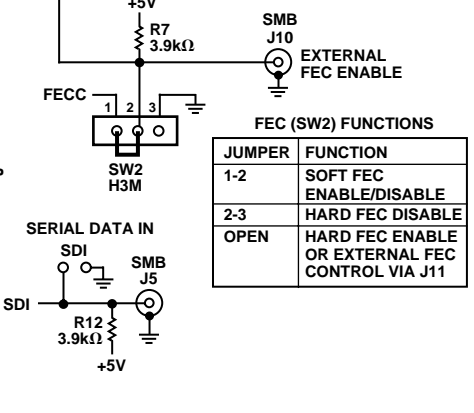 +5V
R7
3.9kΩ
SMB
J10
EXTERNAL
FEC ENABLE
FECC
1 2 3
SW2
H3M
FEC (SW2) FUNCTIONS
JUMPER FUNCTION
1-2 SOFT FEC
ENABLE/DISABLE
2-3 HARD FEC DISABLE
OPEN HARD FEC ENABLE
OR EXTERNAL FEC
CONTROL VIA J11
SERIAL DATA IN
SDI
SMB
J5
SDI
R12
3.9kΩ
+5V